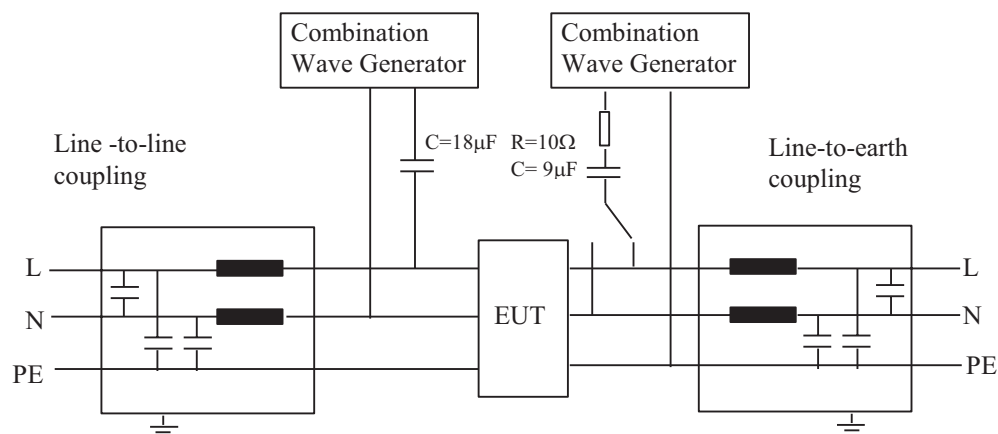 Combination
Wave Generator
Combination
Wave Generator
Line -to-line
coupling
C=18μF
R=10Ω
C= 9μF
Line-to-earth
coupling
L
N
PE
EUT
L
N
PE